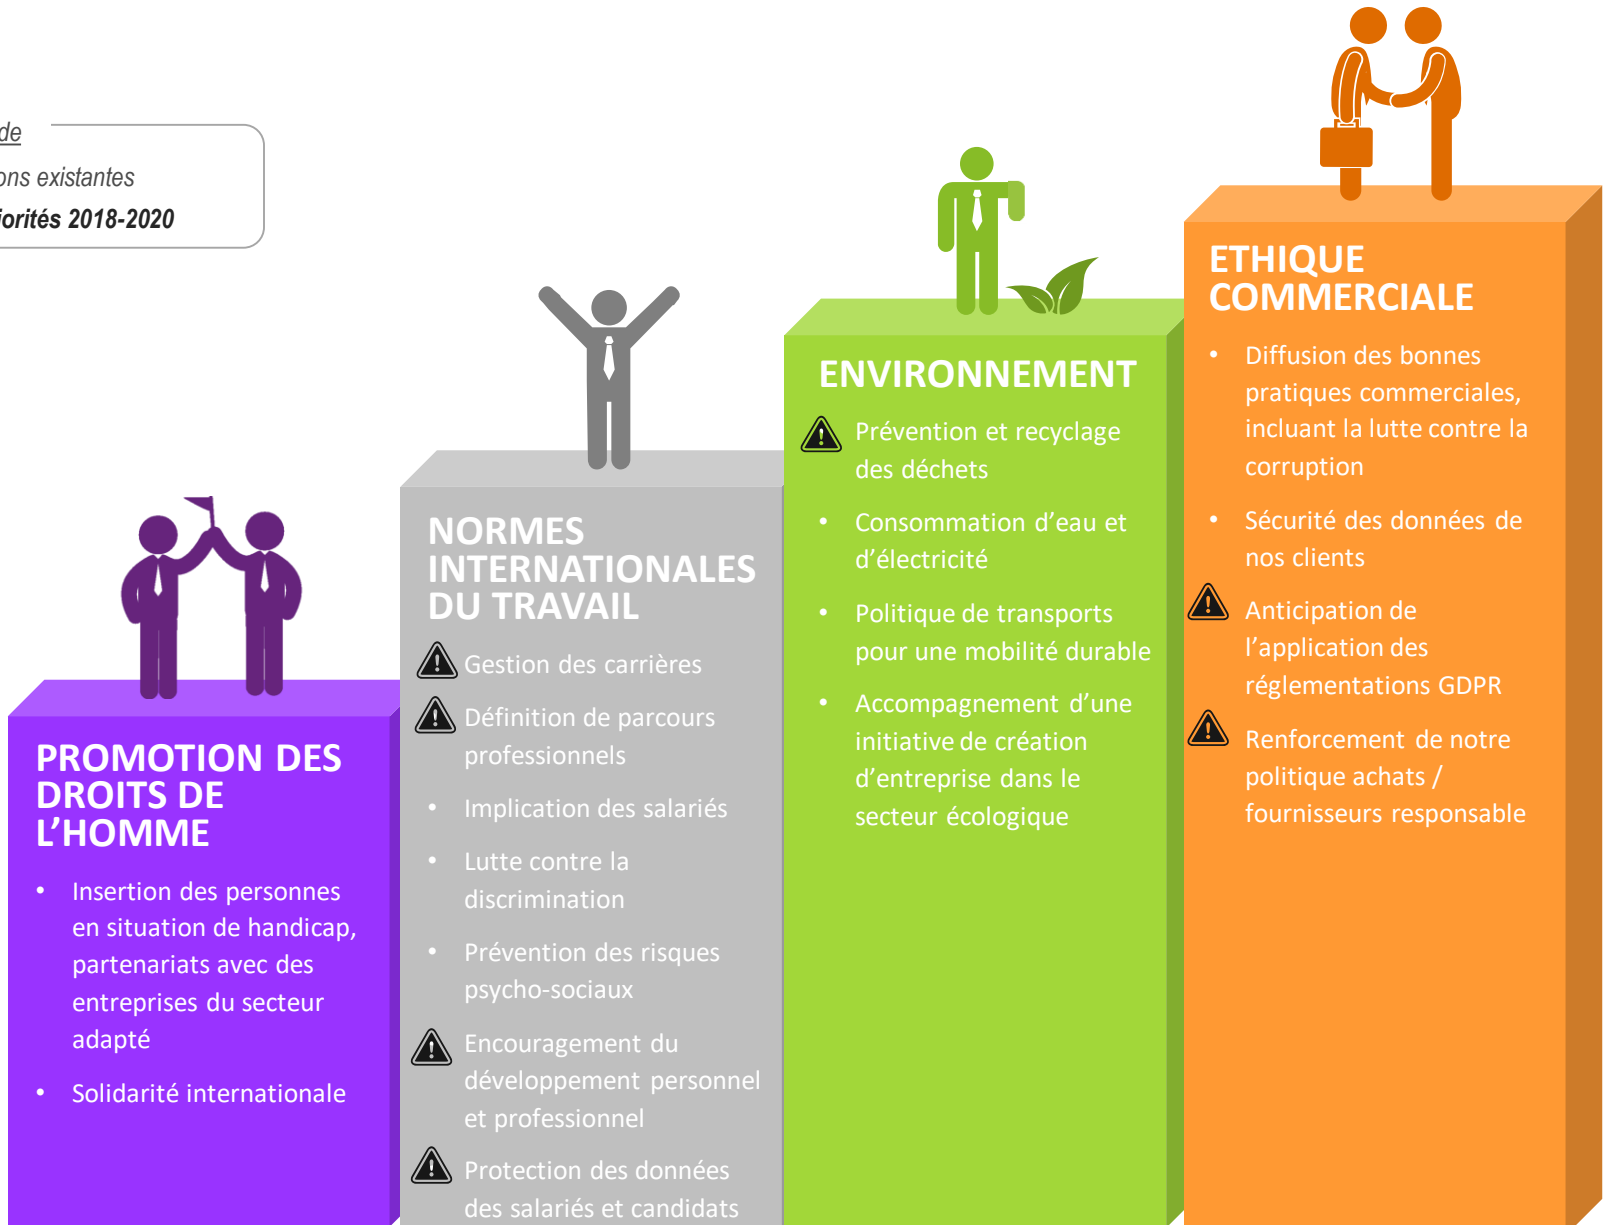 ons existantes
2018-2020
PROMOTION DES
DROITS DE
L’HOMME
• Insertion des personnes
en situation de handicap,
partenariats avec des
entreprises du secteur
adapté
• Solidarité internationale
NORMES
INTERNATIONALES
DU TRAVAIL
Gestion des carrières
Définition de parcours
professionnels
• Implication des salariés
• Lutte contre la
discrimination
• Prévention des risques
psycho-sociaux
Encouragement du
développement personnel
et professionnel
Protection des données
des salariés et candidats
ENVIRONNEMENT
Prévention et recyclage
des déchets
• Consommation d’eau et
d’électricité
• Politique de transports
pour une mobilité durable
• Accompagnement d’une
initiative de création
d’entreprise dans le
secteur écologique
ETHIQUE
COMMERCIALE
• Diffusion des bonnes
pratiques commerciales,
incluant la lutte contre la
corruption
• Sécurité des données de
nos clients
Anticipation de
l’application des
réglementations GDPR
Renforcement de notre
politique achats /
fournisseurs responsable